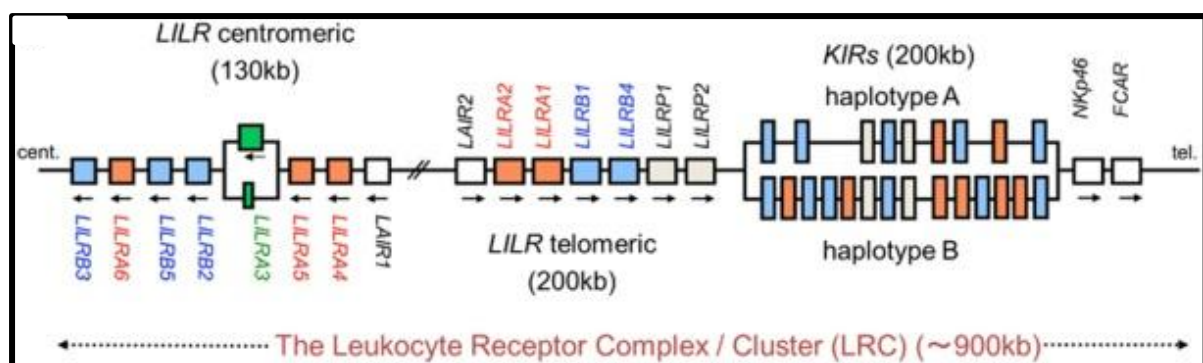 LILR centromeric
(130kb)
KIRs (200kb)
haplotype A
NKp46
FCAR
LAIR2
LILRA2
LILRA1
LILRB1
LILRB4
LILRP1
LILRP2
cent.
tel.
LILRB3
LILRA6
LILRB5
LILRB2
LILRA3
LILRA5
LILRA4
LAIR1
LILR telomeric
(200kb)
haplotype B
The Leukocyte Receptor Complex / Cluster (LRC) (~900kb)